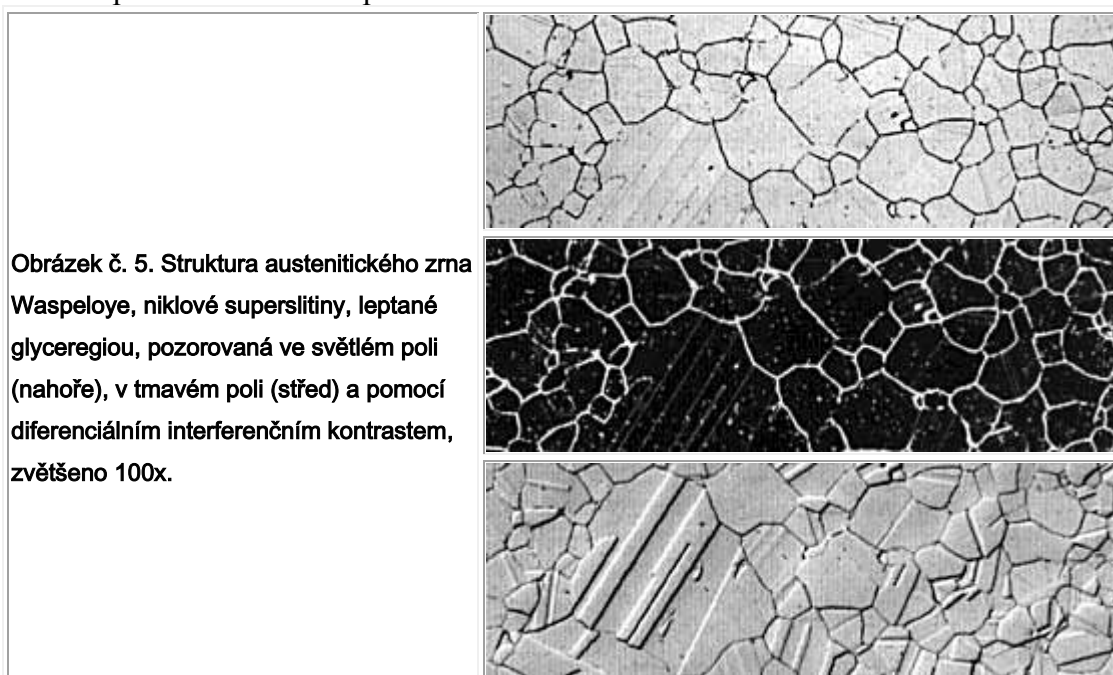 Obrázek č. 5. Struktura austenitického zrna
Waspeloye, niklové superslitiny, leptané
glyceregiou, pozorovaná ve světlém poli
(nahoře), v tmavém poli (střed) a pomocí
diferenciálním interferenčním kontrastem,
zvětšeno 100x.